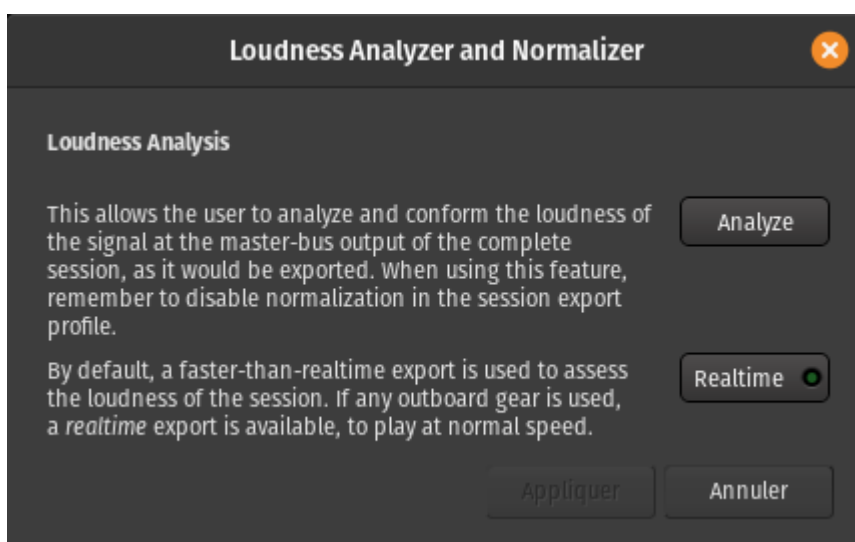 Loudness Analyzer and Normalizer
Loudness Analysis
This allows the user to analyze and conform the loudness of
the signal at the master-bus output of the complete
session, as it would be exported. When using this feature,
remember to disable normalization in the session export
profile.
Analyze
By default, a faster-than-realtime export is used to assess
the loudness of the session. If any outboard gear is used,
a realtime export is available, to play at normal speed.
Realtime
Appliquer
Annuler